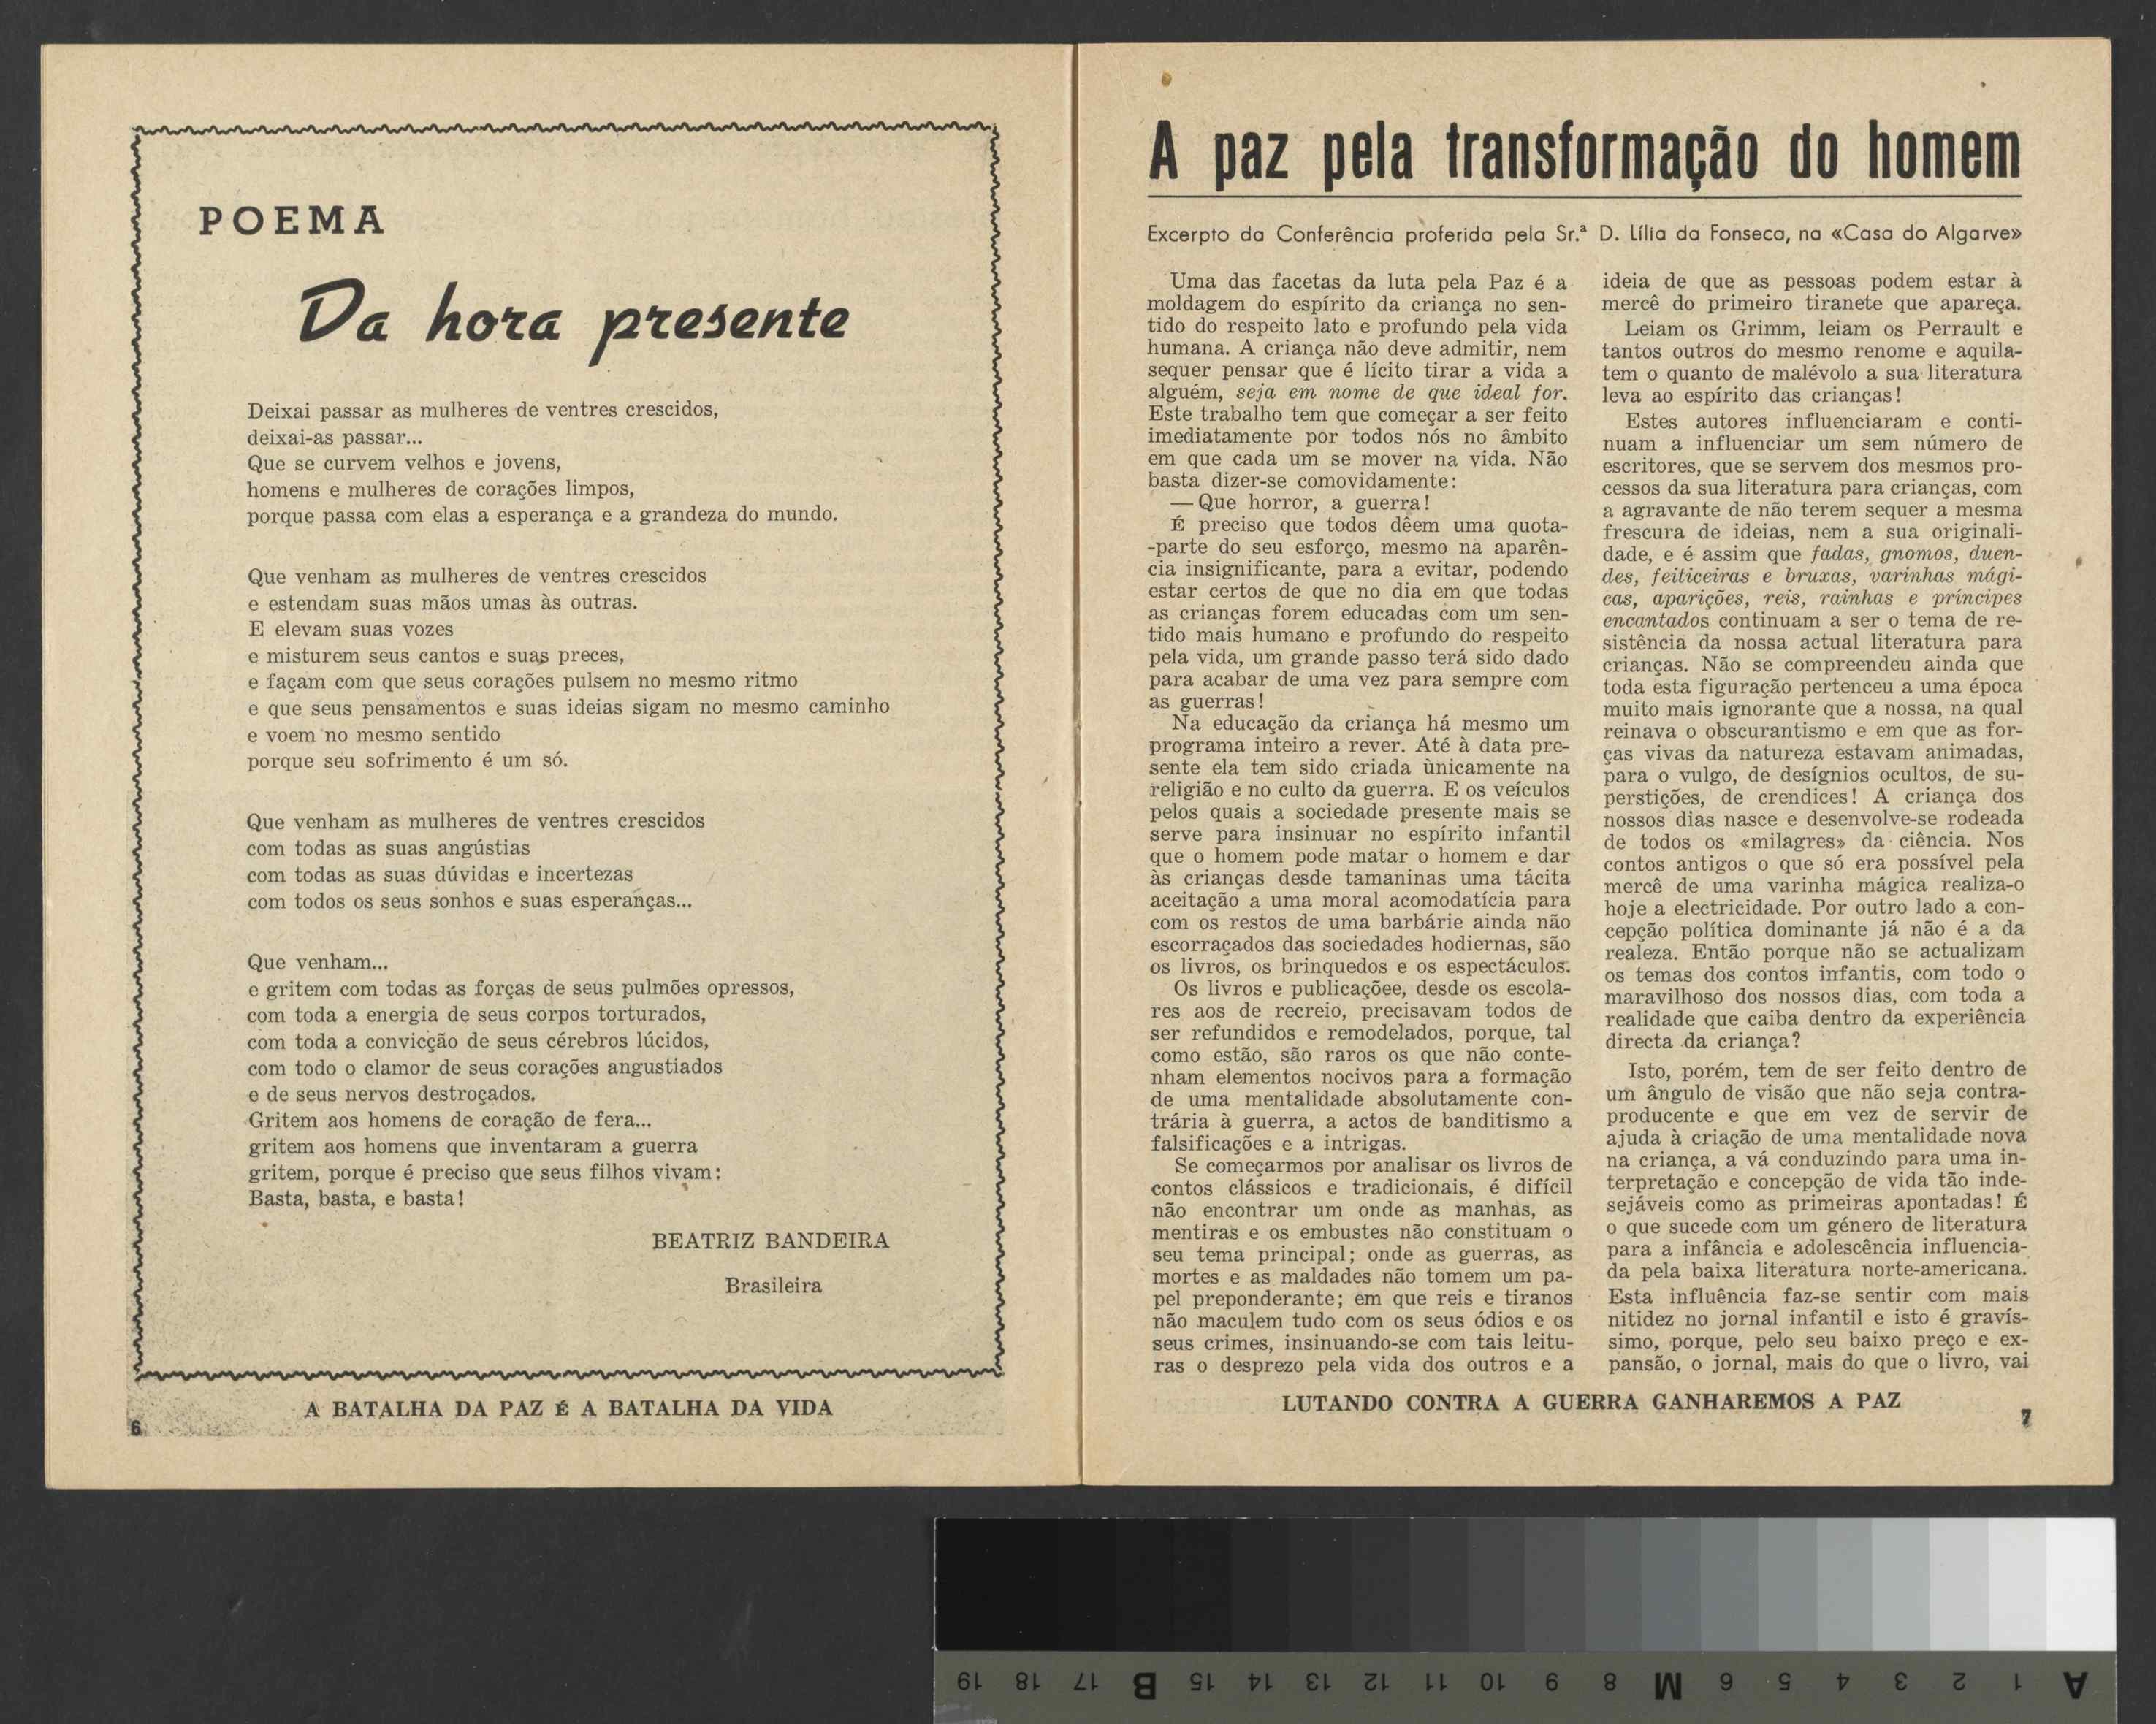 POEMA
Da hora presente
Deixai passar as mulheres de ventres crescidos,
deixai-as passar...
Que se curvem velhos e jovens,
homens e mulheres de corações limpos,
porque passa com elas a esperança e a grandeza do mundo.
Que venham as mulheres de ventres crescidos
e estendam suas mãos umas às outras.
E elevam suas vozes
e misturem seus cantos e suas preces,
e façam com que seus corações pulsem no mesmo ritmo
e que seus pensamentos e suas ideias sigam no mesmo caminho
e voem no mesmo sentido
porque seu sofrimento é um só.
Que venham as mulheres de ventres crescidos
com todas as suas angústias
com todas as suas dúvidas e incertezas
com todos os seus sonhos e suas esperanças...
Que venham...
e gritem com todas as forças de seus pulmões opressos,
com toda a energia de seus corpos torturados,
com toda a convicção de seus cérebros lúcidos,
com todo o clamor de seus corações angustiados
e de seus nervos destroçados.
Gritem aos homens de coração de fera...
gritem aos homens que inventaram a guerra
gritem, porque é preciso que seus filhos vivam:
Basta, basta, e basta!
BEATRIZ BANDEIRA
Brasileira
A BATALHA DA PAZ É A BATALHA DA VIDA
6
A paz pela transformação do homem
Excerpto da Conferência proferida pela Sr.ª D. Lília da Fonseca, na «Casa do Algarve»
Uma das facetas da luta pela Paz é a
moldagem do espírito da criança no sen-
tido do respeito lato e profundo pela vida
humana. A criança não deve admitir, nem
sequer pensar que é lícito tirar a vida a
alguém, seja em nome de que ideal for.
Este trabalho tem que começar a ser feito
imediatamente por todos nós no âmbito
em que cada um se mover na vida. Não
basta dizer-se comovidamente:
— Que horror, a guerra!
É preciso que todos dêem uma quota-
-parte do seu esforço, mesmo na aparên-
cia insignificante, para a evitar, podendo
estar certos de que no dia em que todas
as crianças forem educadas com um sen-
tido mais humano e profundo do respeito
pela vida, um grande passo terá sido dado
para acabar de uma vez para sempre com
as guerras!
Na educação da criança há mesmo um
programa inteiro a rever. Até à data pre-
sente ela tem sido criada ùnicamente na
religião e no culto da guerra. E os veículos
pelos quais a sociedade presente mais se
serve para insinuar no espírito infantil
que o homem pode matar o homem e dar
às crianças desde tamaninas uma tácita
aceitação a uma moral acomodatícia para
com os restos de uma barbárie ainda não
escorraçados das sociedades hodiernas, são
os livros, os brinquedos e os espectáculos.
Os livros e publicaçõee, desde os escola-
res aos de recreio, precisavam todos de
ser refundidos e remodelados, porque, tal
como estão, são raros os que não conte-
nham elementos nocivos para a formação
de uma mentalidade absolutamente con-
trária à guerra, a actos de banditismo a
falsificações e a intrigas.
Se começarmos por analisar os livros de
contos clássicos e tradicionais, é difícil
não encontrar um onde as manhas, as
mentiras e os embustes não constituam o
seu tema principal; onde as guerras, as
mortes e as maldades não tomem um pa-
pel preponderante; em que reis e tiranos
não maculem tudo com os seus ódios e os
seus crimes, insinuando-se com tais leitu-
ras o desprezo pela vida dos outros e a
ideia de que as pessoas podem estar à
mercê do primeiro tiranete que apareça.
Leiam os Grimm, leiam os Perrault e
tantos outros do mesmo renome e aquila-
tem o quanto de malévolo a sua literatura
leva ao espírito das crianças!
Estes autores influenciaram e conti-
nuam a influenciar um sem número de
escritores, que se servem dos mesmos pro-
cessos da sua literatura para crianças, com
a agravante de não terem sequer a mesma
frescura de ideias, nem a sua originali-
dade, e é assim que fadas, gnomos, duen-
des, feiticeiras e bruxas, varinhas mági-
cas, aparições, reis, rainhas e príncipes
encantados continuam a ser o tema de re-
sistência da nossa actual literatura para
crianças. Não se compreendeu ainda que
toda esta figuração pertenceu a uma época
muito mais ignorante que a nossa, na qual
reinava o obscurantismo e em que as for-
ças vivas da natureza estavam animadas,
para o vulgo, de desígnios ocultos, de su-
perstições, de crendices! A criança dos
nossos dias nasce e desenvolve-se rodeada
de todos os «milagres» da ciência. Nos
contos antigos o que só era possível pela
mercê de uma varinha mágica realiza-o
hoje a electricidade. Por outro lado a con-
cepção política dominante já não é a da
realeza. Então porque não se actualizam
os temas dos contos infantis, com todo o
maravilhoso dos nossos dias, com toda a
realidade que caiba dentro da experiência
directa da criança?
Isto, porém, tem de ser feito dentro de
um ângulo de visão que não seja contra-
producente e que em vez de servir de
ajuda à criação de uma mentalidade nova
na criança, a vá conduzindo para uma in-
terpretação e concepção de vida tão inde-
sejáveis como as primeiras apontadas! É
o que sucede com um género de literatura
para a infância e adolescência influencia-
da pela baixa literatura norte-americana.
Esta influência faz-se sentir com mais
nitidez no jornal infantil e isto é gravís-
simo, porque, pelo seu baixo preço e ex-
pansão, o jornal, mais do que o livro, vai
LUTANDO CONTRA A GUERRA GANHAREMOS A PAZ
7
A 1 2 3 4 5 6 M 8 9 10 11 12 13 14 15 B 17 18 19